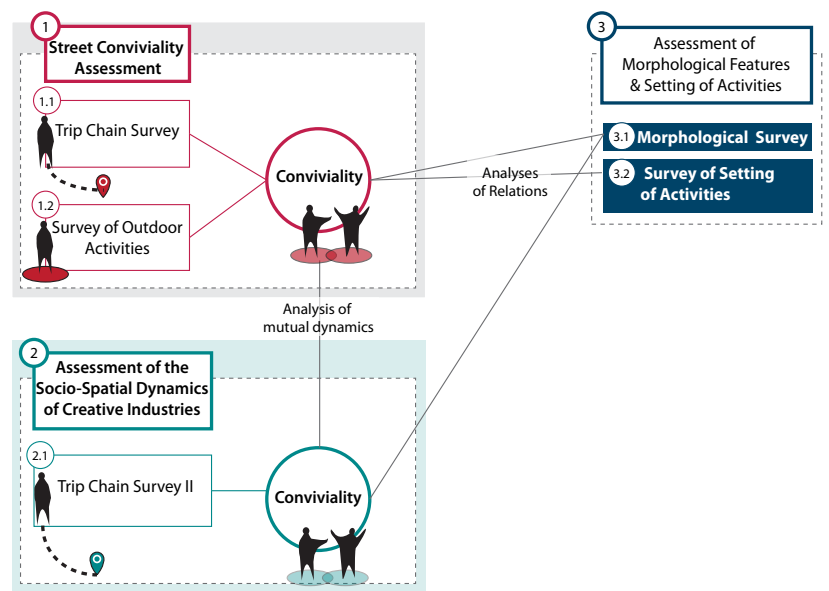 1
Street Conviviality
Assessment
1.1
Trip Chain Survey
1.2
Survey of Outdoor
Activities
Conviviality
Analysis of
mutual dynamics
2
Assessment of the
Socio-Spatial Dynamics
of Creative Industries
2.1
Trip Chain Survey II
Conviviality
Analyses
of Relations
3
Assessment of
Morphological Features
& Setting of Activities
3.1 Morphological Survey
3.2 Survey of Setting
of Activities